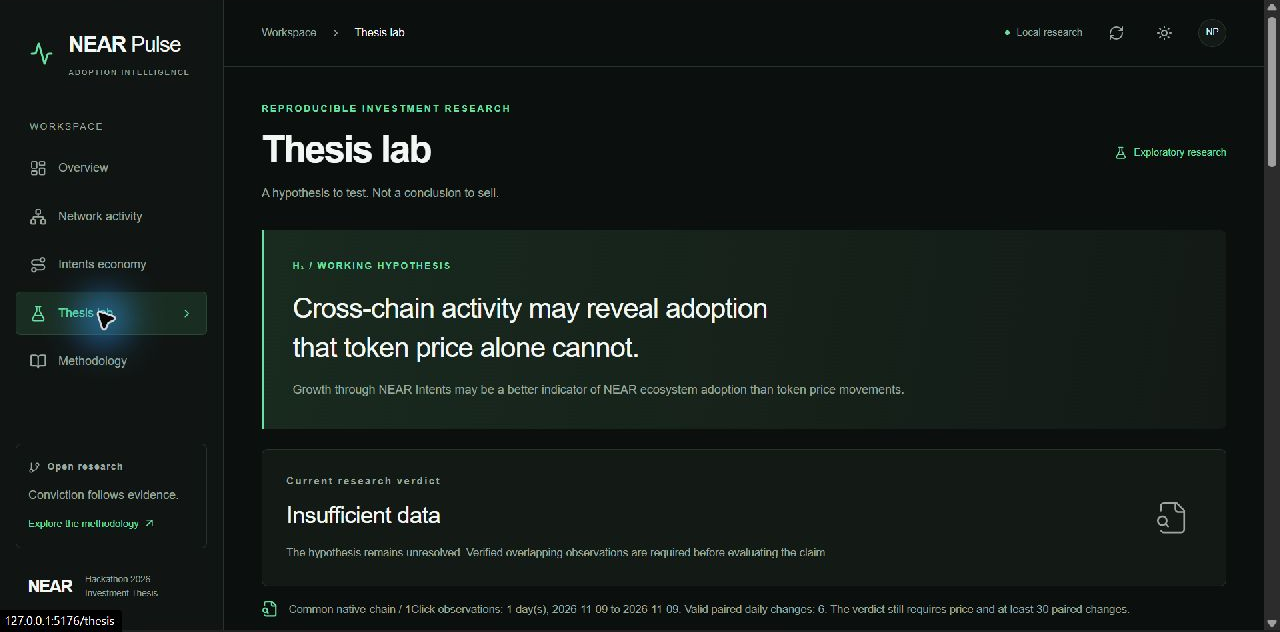 NEAR Pulse
ADOPTION INTELLIGENCE
WORKSPACE
Overview
Network activity
Intents economy
Thesis lab
Methodology
Open research
Conviction follows evidence.
Explore the methodology
NEAR
Hackathon 2026
Investment Thesis
127.0.0.1:5176/thesis
Workspace > Thesis lab
Local research
NP
REPRODUCIBLE INVESTMENT RESEARCH
Thesis lab
Exploratory research
A hypothesis to test. Not a conclusion to sell.
H₁ / WORKING HYPOTHESIS
Cross-chain activity may reveal adoption
that token price alone cannot.
Growth through NEAR Intents may be a better indicator of NEAR ecosystem adoption than token price movements.
Current research verdict
Insufficient data
The hypothesis remains unresolved. Verified overlapping observations are required before evaluating the claim
Common native chain / 1Click observations: 1 day(s), 2026-11-09 to 2026-11-09. Valid paired daily changes: 6. The verdict still requires price and at least 30 paired changes.